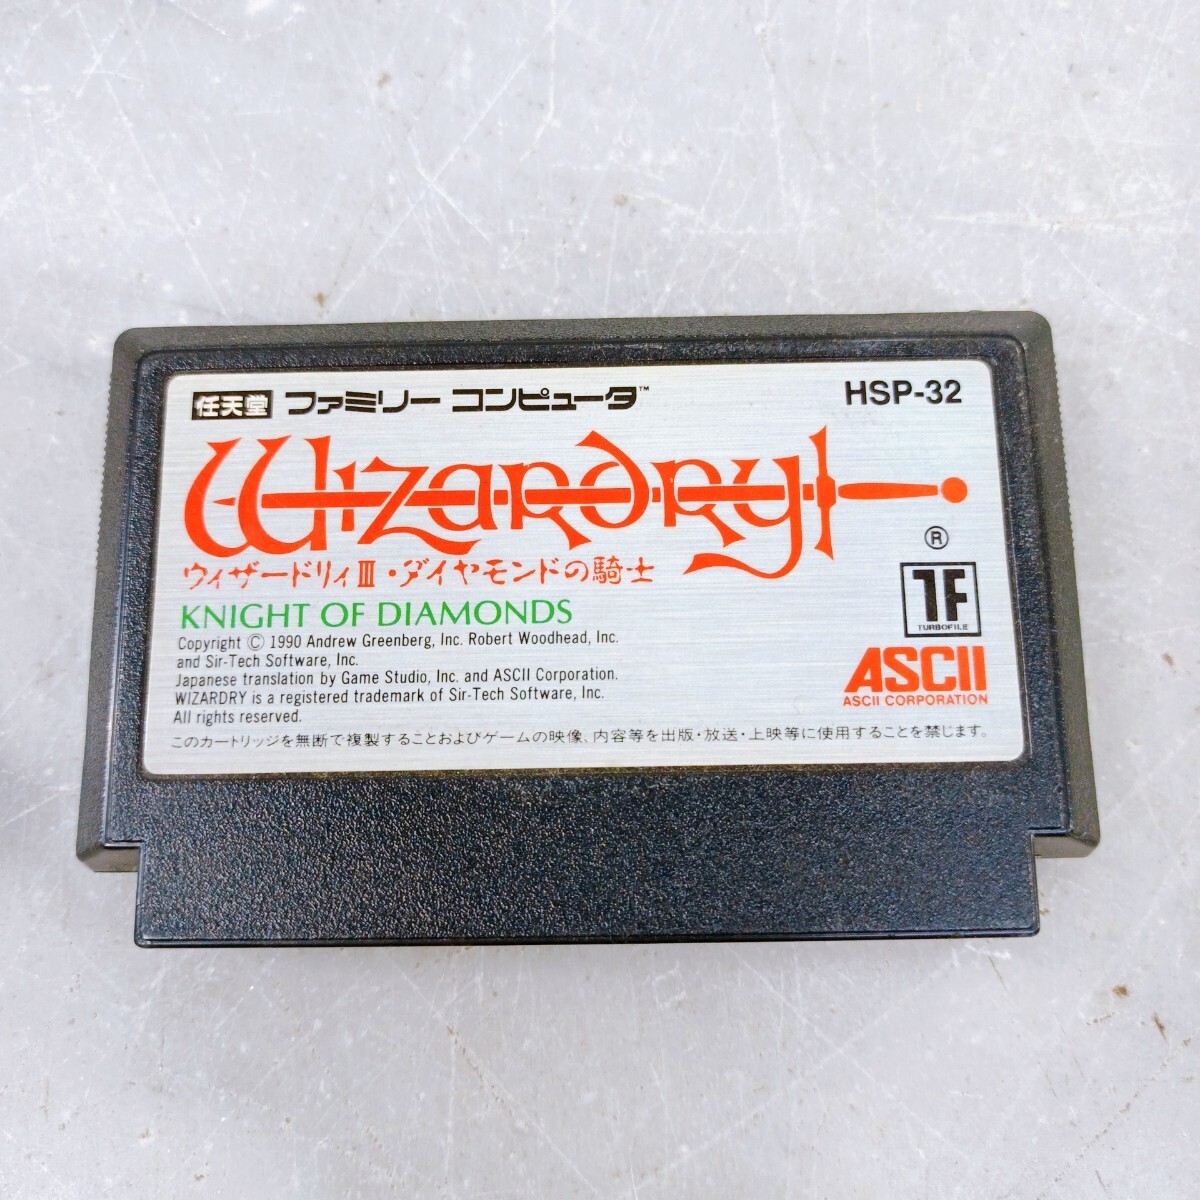 任天堂 ファミリー コンピュータ™
HSP-32
Wizardry
®
ウィザードリィⅢ・ダイヤモンドの騎士
KNIGHT OF DIAMONDS
Copyright © 1990 Andrew Greenberg, Inc. Robert Woodhead, Inc.
and Sir-Tech Software, Inc.
Japanese translation by Game Studio, Inc. and ASCII Corporation.
WIZARDRY is a registered trademark of Sir-Tech Software, Inc.
All rights reserved.
TF
TURBOFILE
ASCII
ASCII CORPORATION
このカートリッジを無断で複製することおよびゲームの映像、内容等を出版・放送・上映等に使用することを禁じます。